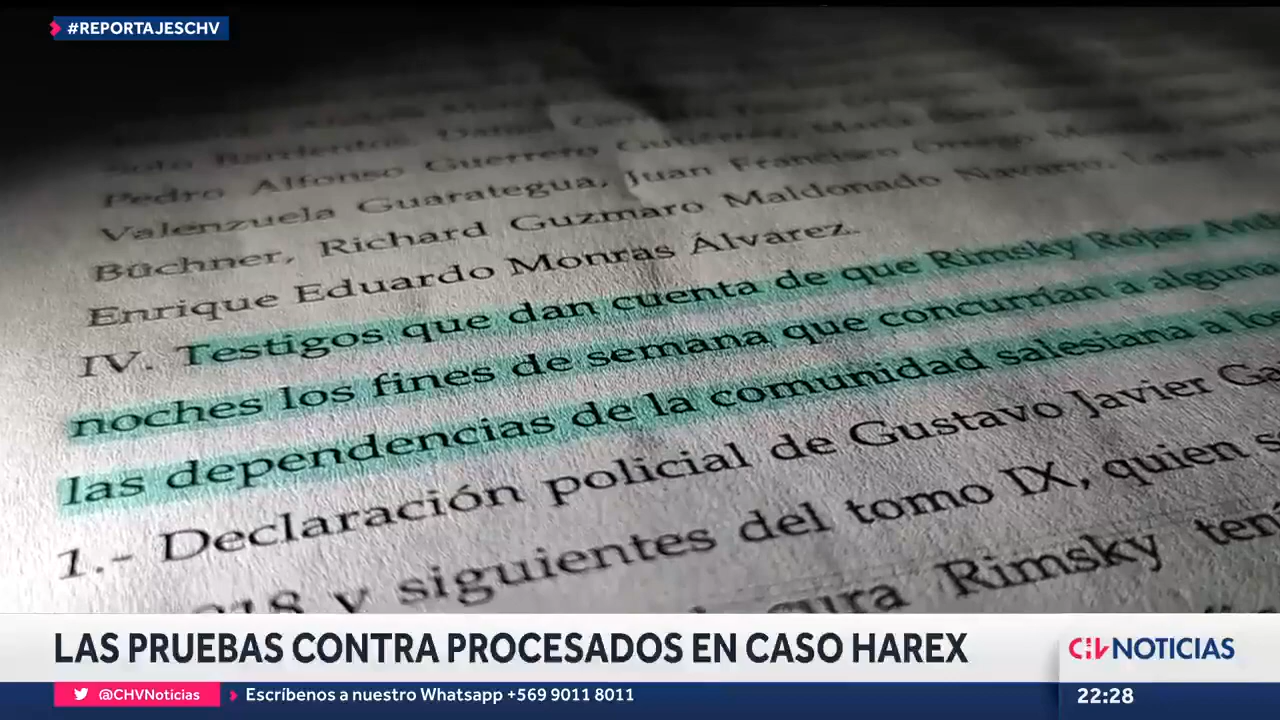 #REPORTAJESCHV
Pedro Alfonso Guerrero Gutiérrez, María
Valenzuela Guarategua, Juan Francisco Orrego
Büchner, Richard Guzmaro Maldonado Navarro,
Enrique Eduardo Monras Álvarez.
IV. Testigos que dan cuenta de que Rimsky Rojas
noches los fines de semana que concurrían a
las dependencias de la comunidad salesiana a
1.- Declaración policial de Gustavo Javier
y siguientes del tomo IX, quien
Rimsky
LAS PRUEBAS CONTRA PROCESADOS EN CASO HAREX
CHV NOTICIAS
@CHVNoticias
Escríbenos a nuestro Whatsapp +569 9011 8011
22:28